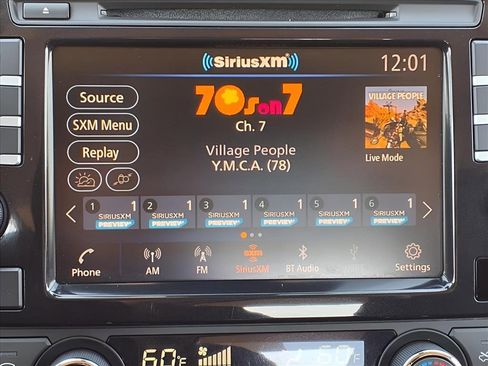 ((SiriusXM))
12:01
Source
SXM Menu
Replay
70s on 7
Ch. 7
Village People
Y.M.C.A. (78)
VILLAGE PEOPLE
Live Mode
1 1 2 1 3 1 4 1 5 1 6 1
SIRIUSXM SIRIUSXM SIRIUSXM SIRIUSXM SIRIUSXM SIRIUSXM
PREVIEW PREVIEW PREVIEW PREVIEW PREVIEW PREVIEW
SXM
Phone AM FM SiriusXM BT Audio Settings
60°F 60°F